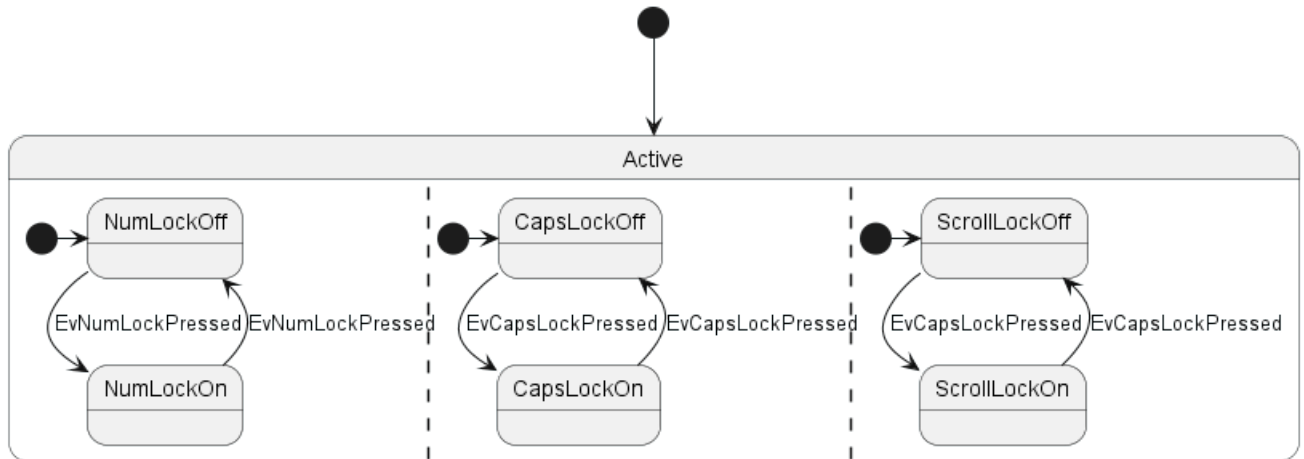 Active
NumLockOff
CapsLockOff
ScrollLockOff
EvNumLockPressed
EvNumLockPressed
EvCapsLockPressed
EvCapsLockPressed
EvCapsLockPressed
EvCapsLockPressed
NumLockOn
CapsLockOn
ScrollLockOn